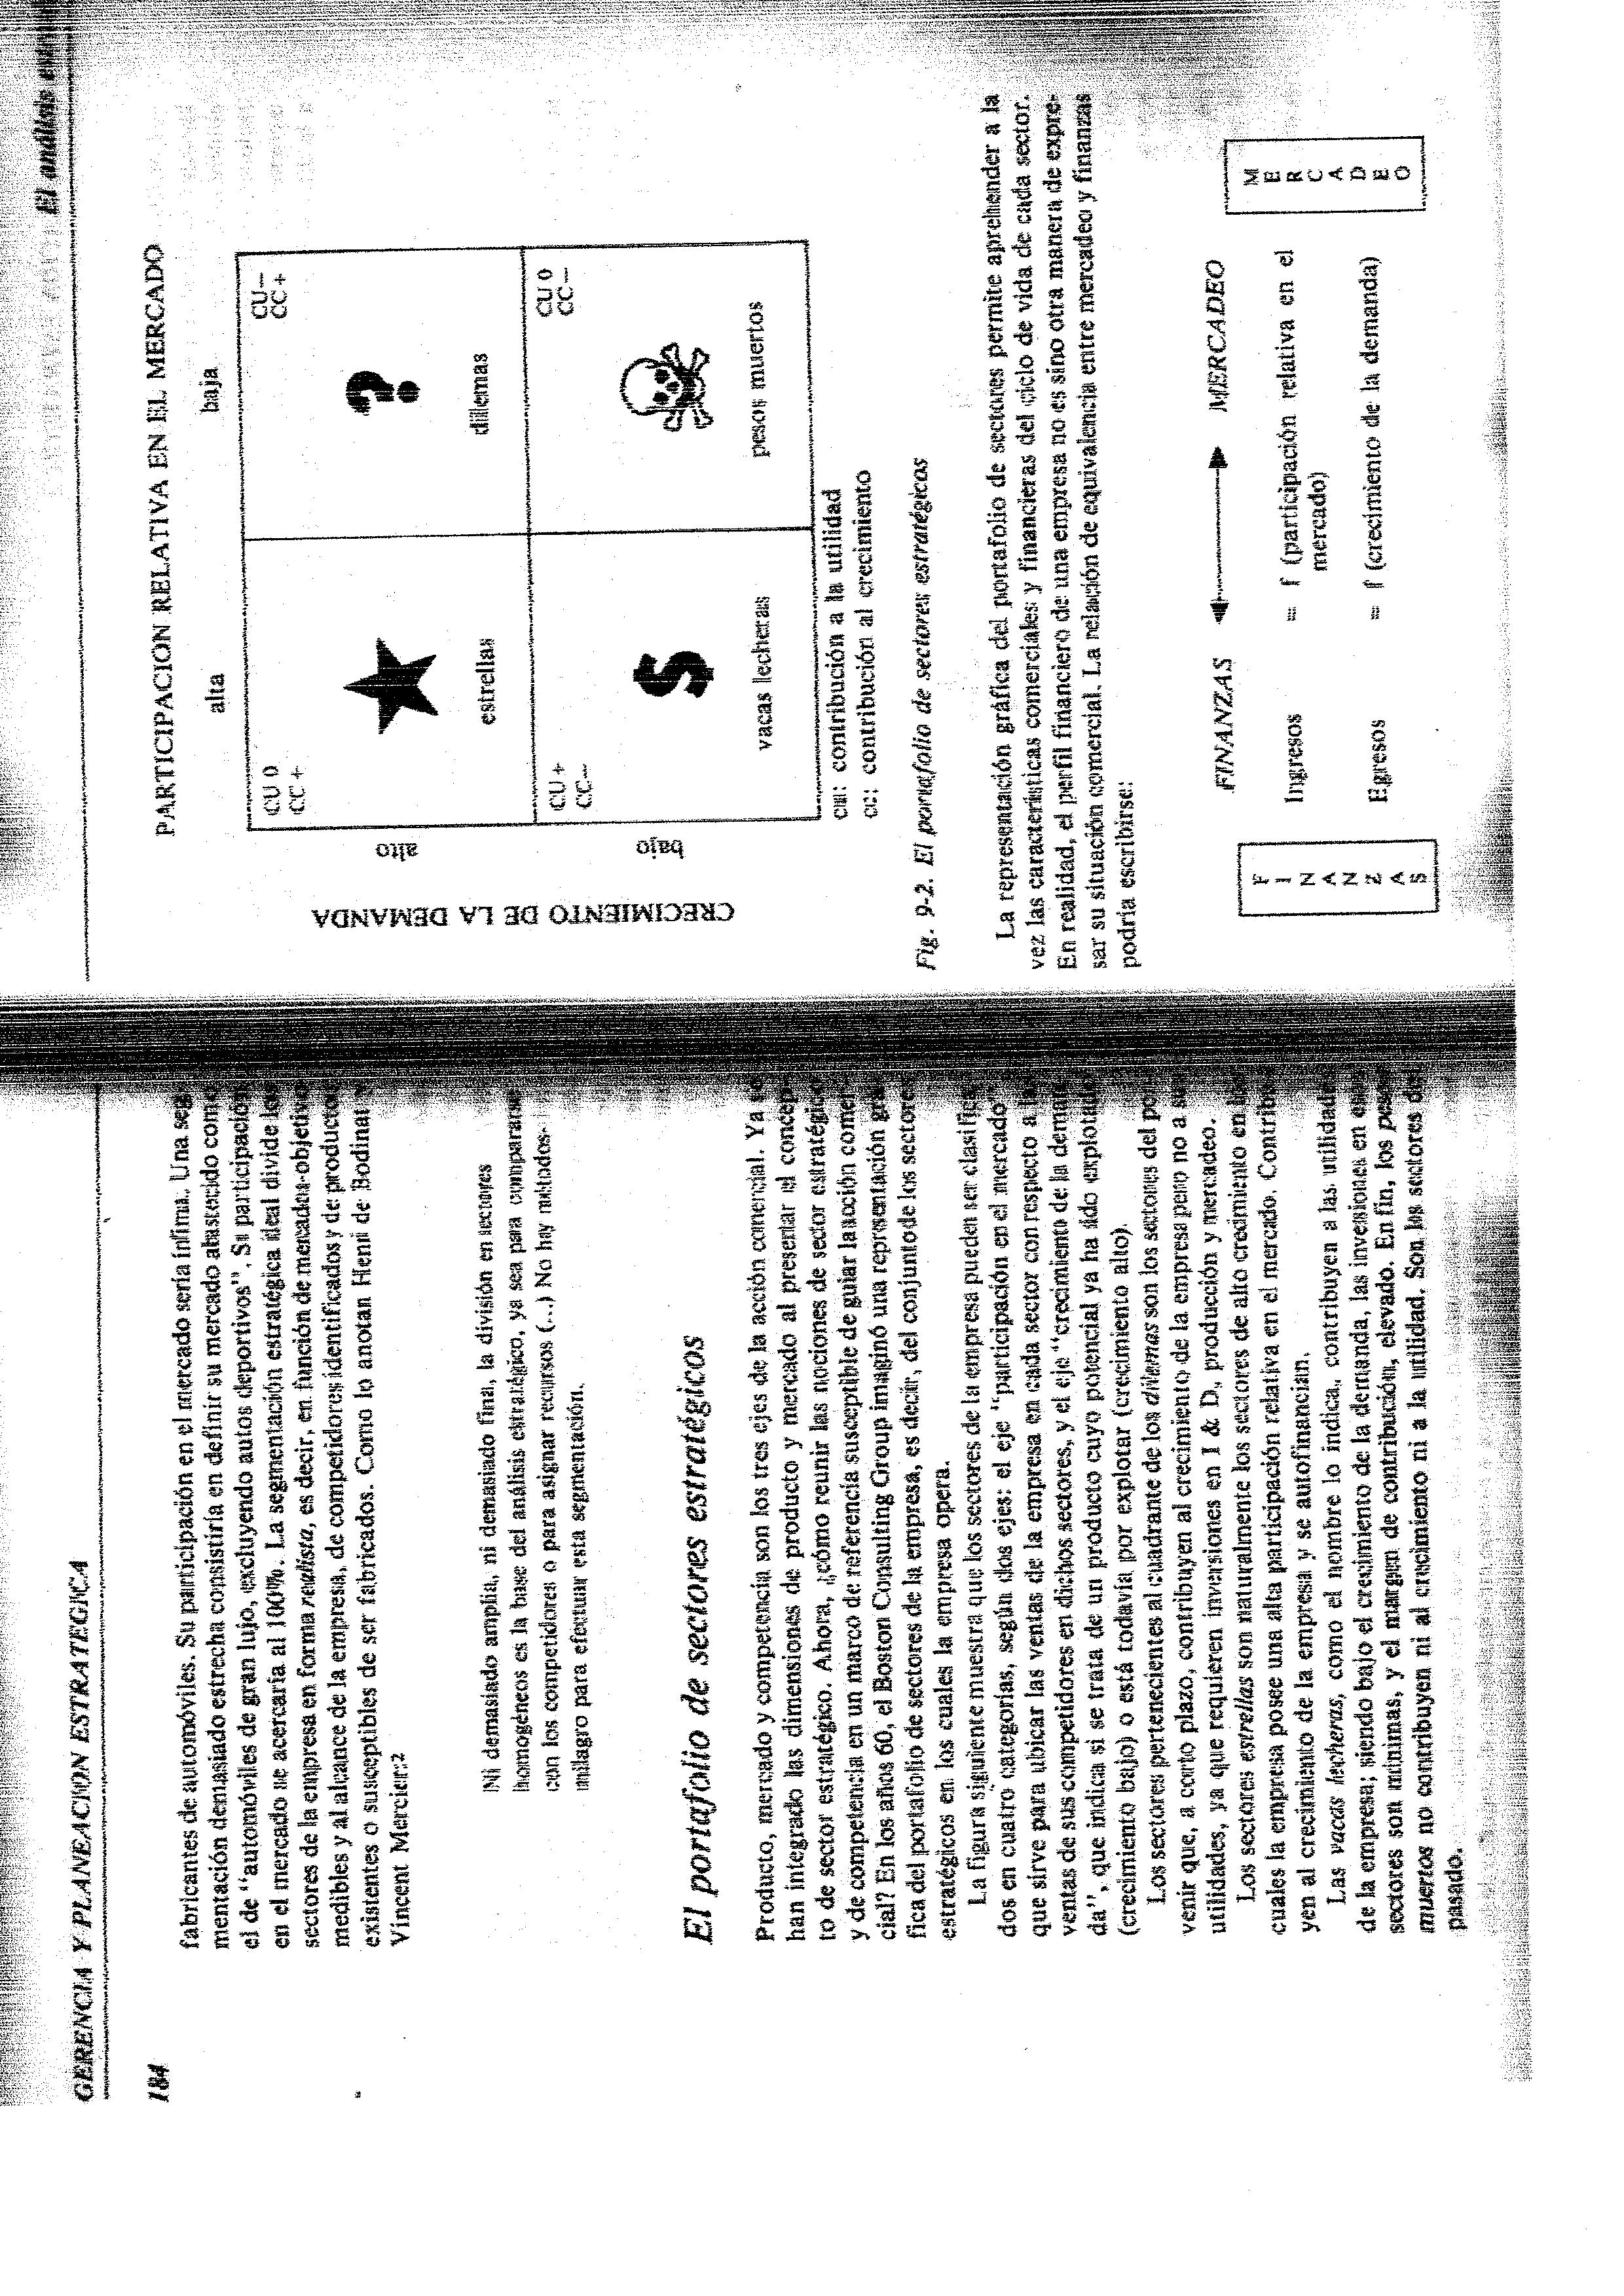 GERENCIA Y PLANEACION ESTRATEGICA
184
fabricantes de automóviles. Su participación en el mercado sería ínfima. Una seg-
mentación demasiado estrecha consistiría en definir su mercado abastecido como
el de "automóviles de gran lujo, excluyendo autos deportivos". Su participación
en el mercado se acercaría al 100%. La segmentación estratégica ideal divide los
sectores de la empresa en forma realista, es decir, en función de mercados-objetivo
medibles y al alcance de la empresa, de competidores identificados y de productos
existentes o susceptibles de ser fabricados. Como lo anotan Henri de Bodinat y
Vincent Mercier:²
Ni demasiado amplia, ni demasiado fina, la división en sectores
homogéneos es la base del análisis estratégico, ya sea para compararse
con los competidores o para asignar recursos (...) No hay métodos-
milagro para efectuar esta segmentación.
El portafolio de sectores estratégicos
Producto, mercado y competencia son los tres ejes de la acción comercial. Ya se
han integrado las dimensiones de producto y mercado al presentar el concep-
to de sector estratégico. Ahora, ¿cómo reunir las nociones de sector estratégico
y de competencia en un marco de referencia susceptible de guiar la acción comer-
cial? En los años 60, el Boston Consulting Group imaginó una representación grá-
fica del portafolio de sectores de la empresa, es decir, del conjunto de los sectores
estratégicos en los cuales la empresa opera.
La figura siguiente muestra que los sectores de la empresa pueden ser clasifica-
dos en cuatro categorías, según dos ejes: el eje "participación en el mercado"
que sirve para ubicar las ventas de la empresa en cada sector con respecto a las
ventas de sus competidores en dichos sectores, y el eje "crecimiento de la deman-
da", que indica si se trata de un producto cuyo potencial ya ha sido explotado
(crecimiento bajo) o está todavía por explotar (crecimiento alto).
Los sectores pertenecientes al cuadrante de los dilemas son los sectores del por-
venir que, a corto plazo, contribuyen al crecimiento de la empresa pero no a sus
utilidades, ya que requieren inversiones en I & D, producción y mercadeo.
Los sectores estrellas son naturalmente los sectores de alto crecimiento en los
cuales la empresa posee una alta participación relativa en el mercado. Contribu-
yen al crecimiento de la empresa y se autofinancian.
Las vacas lecheras, como el nombre lo indica, contribuyen a las utilidades
de la empresa; siendo bajo el crecimiento de la demanda, las inversiones en esos
sectores son mínimas, y el margen de contribución, elevado. En fin, los pesos
muertos no contribuyen ni al crecimiento ni a la utilidad. Son los sectores del
pasado.
El análisis
PARTICIPACION RELATIVA EN EL MERCADO
alta baja
CRECIMIENTO DE LA DEMANDA
alto
bajo
CU 0
CC +
estrellas
CU –
CC +
?
dilemas
CU +
CC –
$
vacas lecheras
CU 0
CC –
pesos muertos
cu: contribución a la utilidad
cc: contribución al crecimiento
Fig. 9-2. El portafolio de sectores estratégicos
La representación gráfica del portafolio de sectores permite aprehender a la
vez las características comerciales y financieras del ciclo de vida de cada sector.
En realidad, el perfil financiero de una empresa no es sino otra manera de expre-
sar su situación comercial. La relación de equivalencia entre mercadeo y finanzas
podría escribirse:
FINANZAS MERCADEO
FINANZAS
Ingresos = f (participación relativa en el
mercado)
Egresos = f (crecimiento de la demanda)
MERCADEO